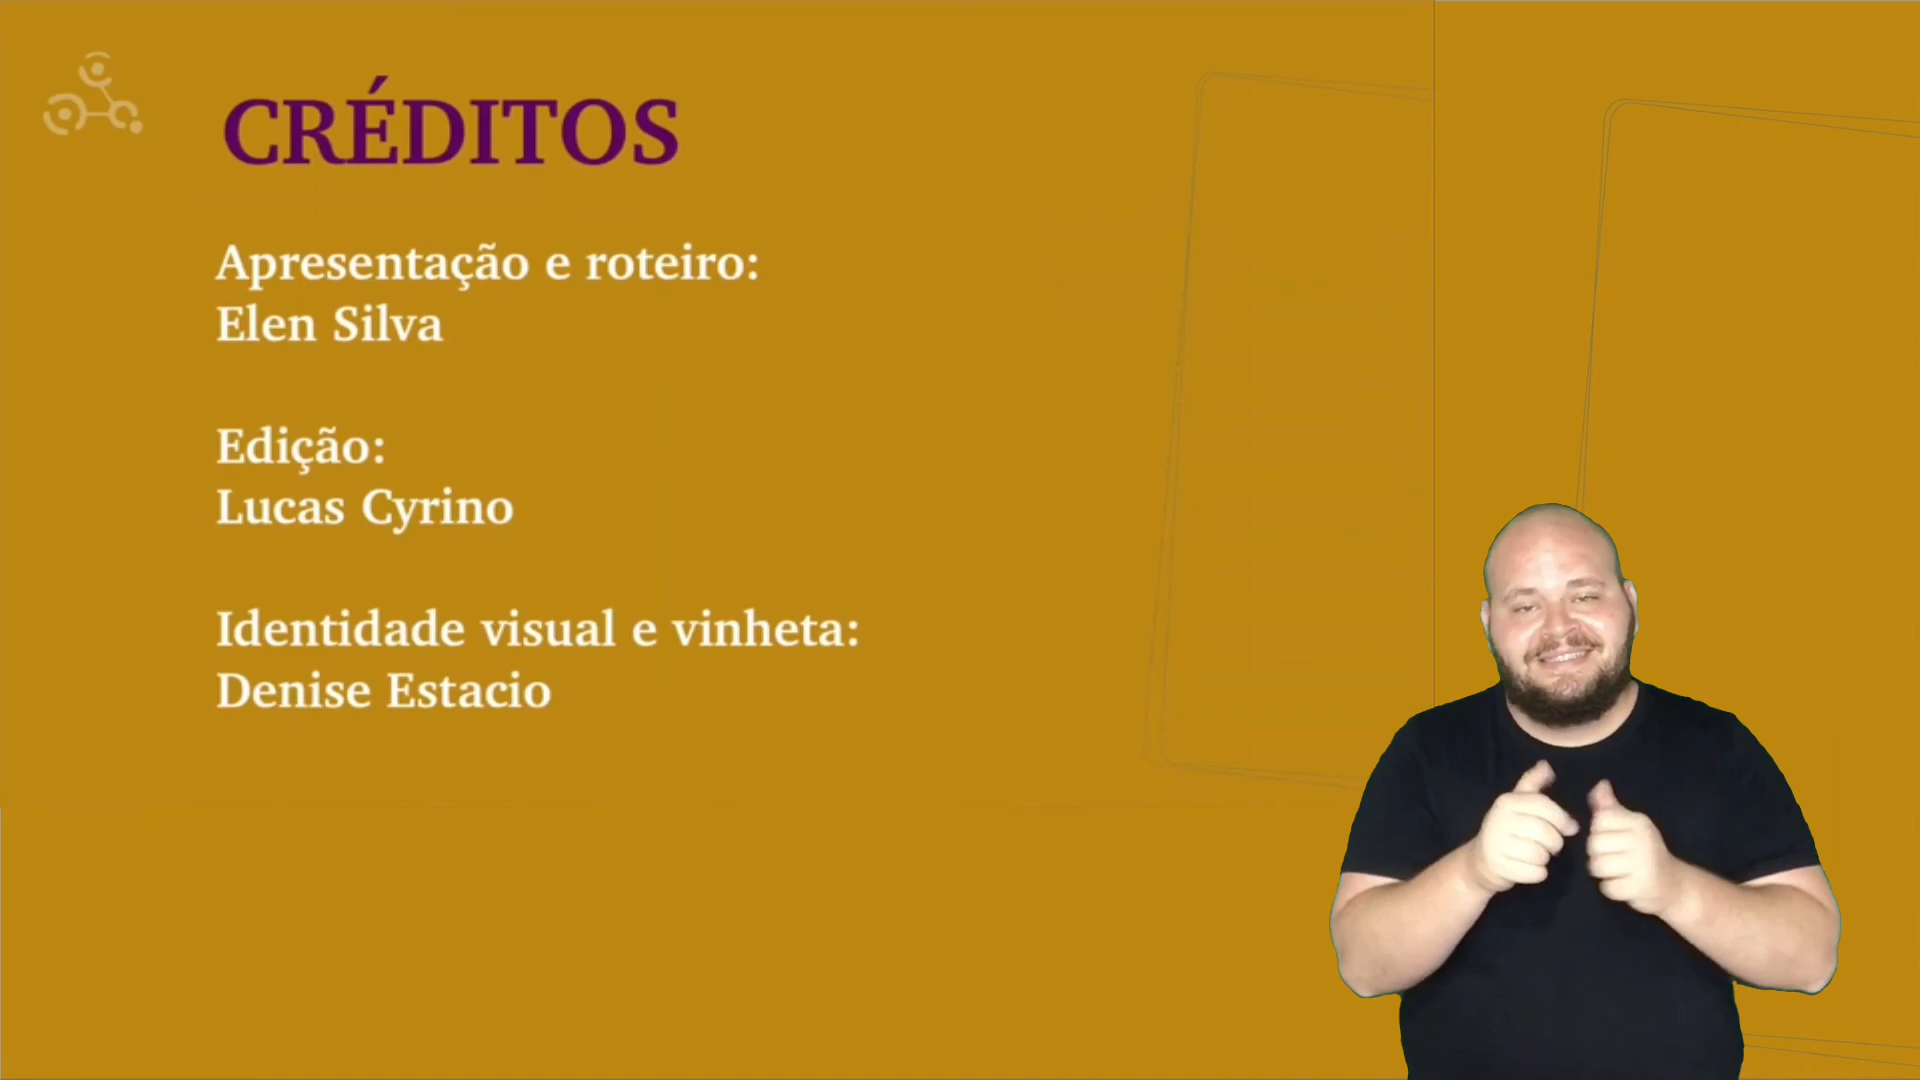 CRÉDITOS
Apresentação e roteiro:
Elen Silva
Edição:
Lucas Cyrino
Identidade visual e vinheta:
Denise Estacio